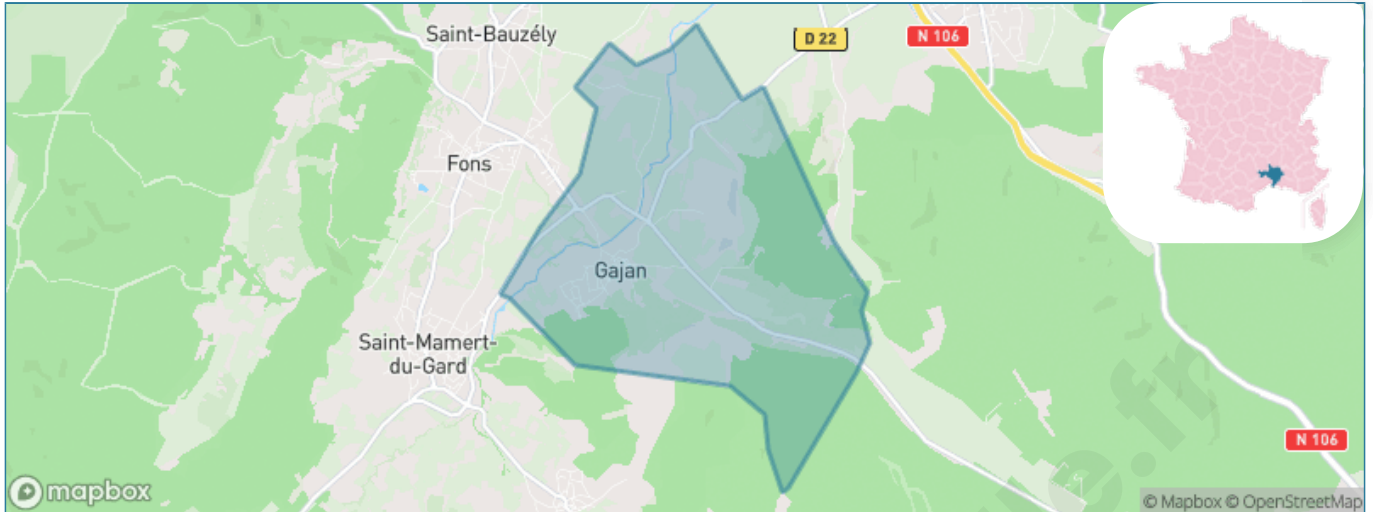 Saint-Bauzély
D 22
N 106
Fons
Gajan
Saint-Mamert-
du-Gard
N 106
mapbox
© Mapbox © OpenStreetMap